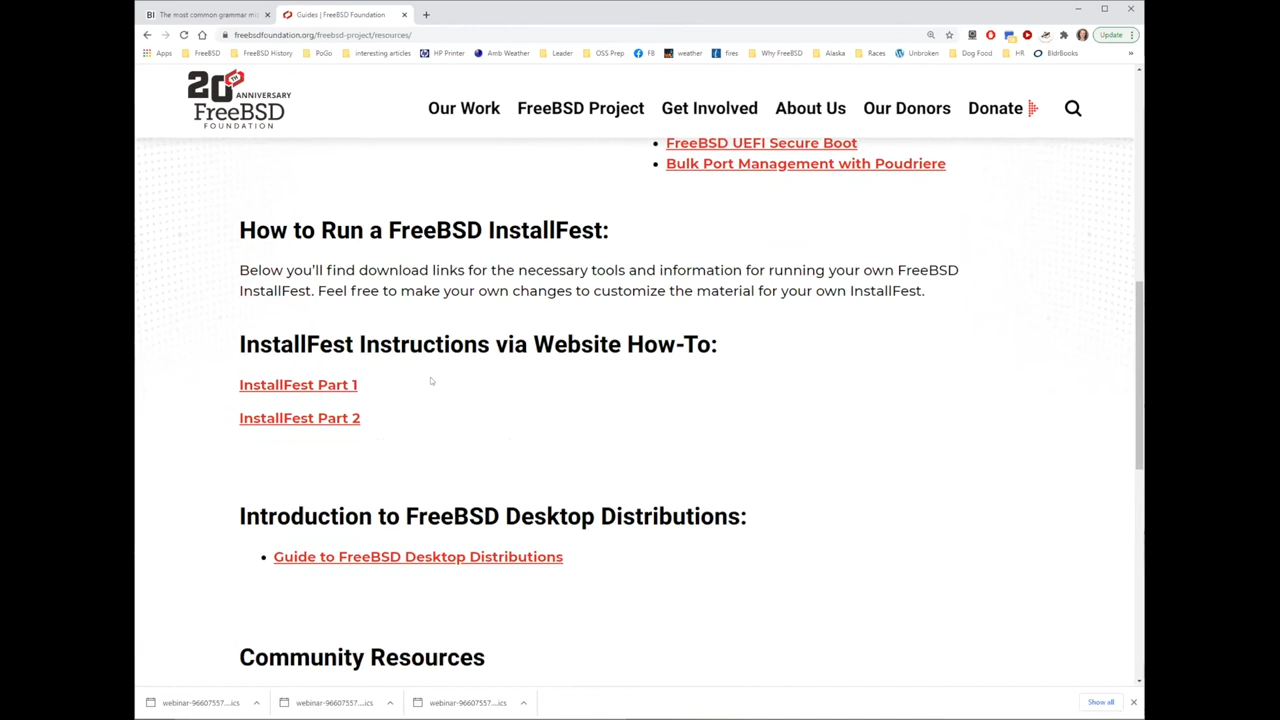 The most common grammar mi
Guides | FreeBSD Foundation
freebsdfoundation.org/freebsd-project/resources/
Update
Apps FreeBSD FreeBSD History PoGo interesting articles HP Printer Amb Weather Leader OSS Prep FB weather fires Why FreeBSD Alaska Races Unbroken Dog Food HR BldrBooks
20TH ANNIVERSARY
FreeBSD
FOUNDATION
Our Work FreeBSD Project Get Involved About Us Our Donors Donate
FreeBSD UEFI Secure Boot
Bulk Port Management with Poudriere
How to Run a FreeBSD InstallFest:
Below you'll find download links for the necessary tools and information for running your own FreeBSD
InstallFest. Feel free to make your own changes to customize the material for your own InstallFest.
InstallFest Instructions via Website How-To:
InstallFest Part 1
InstallFest Part 2
Introduction to FreeBSD Desktop Distributions:
Guide to FreeBSD Desktop Distributions
Community Resources
webinar-96607557....ics webinar-96607557....ics webinar-96607557....ics Show all